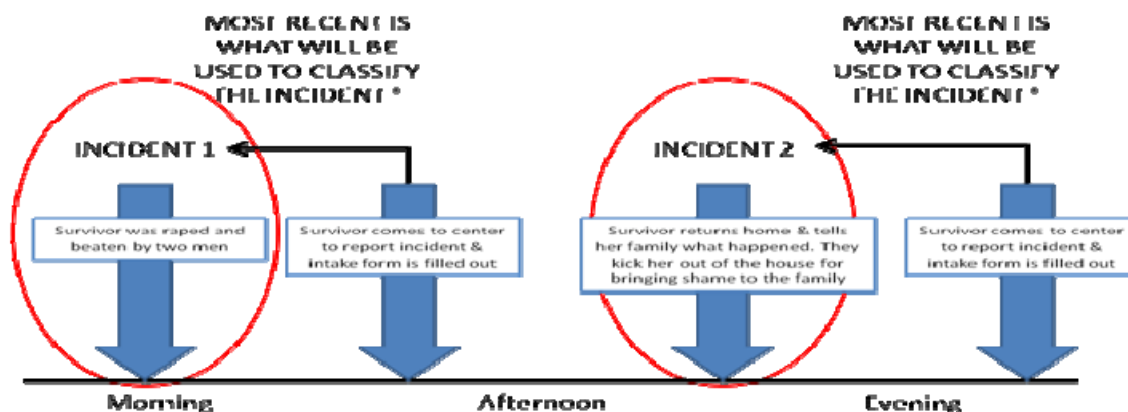 MOST RECENT IS
WHAT WILL BE
USED TO CLASSIFY
THE INCIDENT *
INCIDENT 1
Survivor was raped and
beaten by two men
Survivor comes to center
to report incident &
intake form is filled out
MOST RECENT IS
WHAT WILL BE
USED TO CLASSIFY
THE INCIDENT *
INCIDENT 2
Survivor returns home & tells
her family what happened. They
kick her out of the house for
bringing shame to the family
Survivor comes to center
to report incident &
intake form is filled out
Morning
Afternoon
Evening